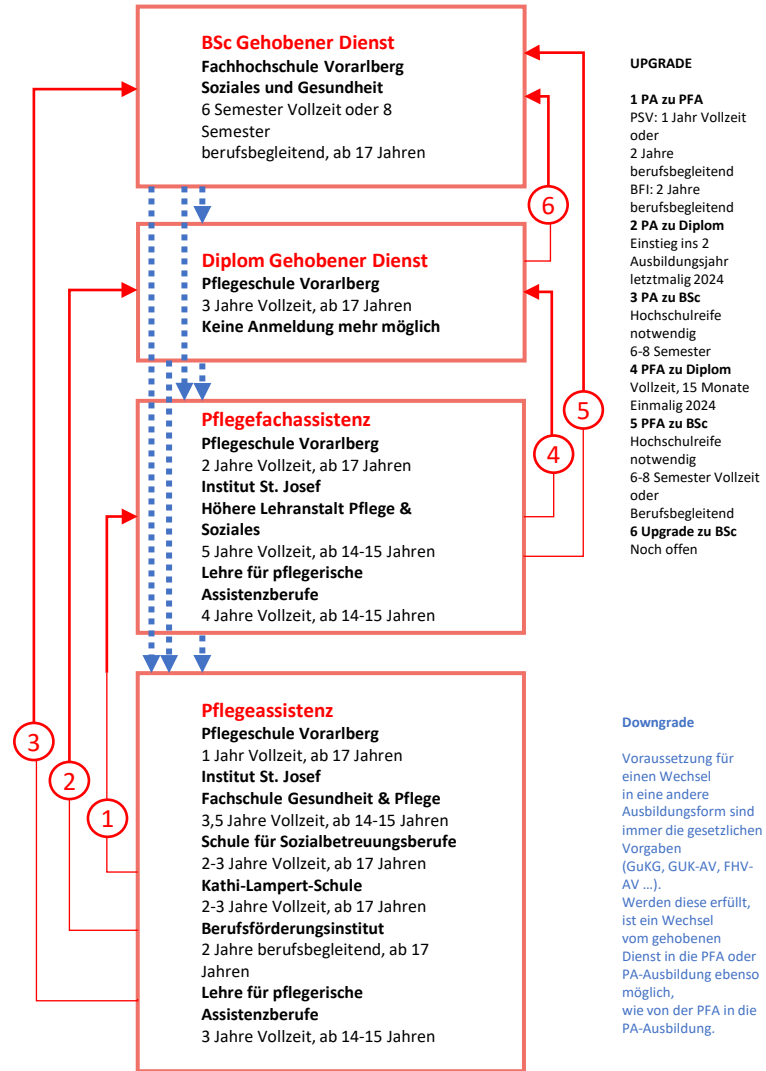 BSc Gehobener Dienst
Fachhochschule Vorarlberg
Soziales und Gesundheit
6 Semester Vollzeit oder 8
Semester
berufsbegleitend, ab 17 Jahren
6
Diplom Gehobener Dienst
Pflegeschule Vorarlberg
3 Jahre Vollzeit, ab 17 Jahren
Keine Anmeldung mehr möglich
5
4
Pflegefachassistenz
Pflegeschule Vorarlberg
2 Jahre Vollzeit, ab 17 Jahren
Institut St. Josef
Höhere Lehranstalt Pflege &
Soziales
5 Jahre Vollzeit, ab 14-15 Jahren
Lehre für pflegerische
Assistenzberufe
4 Jahre Vollzeit, ab 14-15 Jahren
3
2
1
Pflegeassistenz
Pflegeschule Vorarlberg
1 Jahr Vollzeit, ab 17 Jahren
Institut St. Josef
Fachschule Gesundheit & Pflege
3,5 Jahre Vollzeit, ab 14-15 Jahren
Schule für Sozialbetreuungsberufe
2-3 Jahre Vollzeit, ab 17 Jahren
Kathi-Lampert-Schule
2-3 Jahre Vollzeit, ab 17 Jahren
Berufsförderungsinstitut
2 Jahre berufsbegleitend, ab 17
Jahren
Lehre für pflegerische
Assistenzberufe
3 Jahre Vollzeit, ab 14-15 Jahren
UPGRADE
1 PA zu PFA
PSV: 1 Jahr Vollzeit
oder
2 Jahre
berufsbegleitend
BFI: 2 Jahre
berufsbegleitend
2 PA zu Diplom
Einstieg ins 2
Ausbildungsjahr
letztmalig 2024
3 PA zu BSc
Hochschulreife
notwendig
6-8 Semester
4 PFA zu Diplom
Vollzeit, 15 Monate
Einmalig 2024
5 PFA zu BSc
Hochschulreife
notwendig
6-8 Semester Vollzeit
oder
Berufsbegleitend
6 Upgrade zu BSc
Noch offen
Downgrade
Voraussetzung für
einen Wechsel
in eine andere
Ausbildungsform sind
immer die gesetzlichen
Vorgaben
(GuKG, GUK-AV, FHV-
AV ...).
Werden diese erfüllt,
ist ein Wechsel
vom gehobenen
Dienst in die PFA oder
PA-Ausbildung ebenso
möglich,
wie von der PFA in die
PA-Ausbildung.